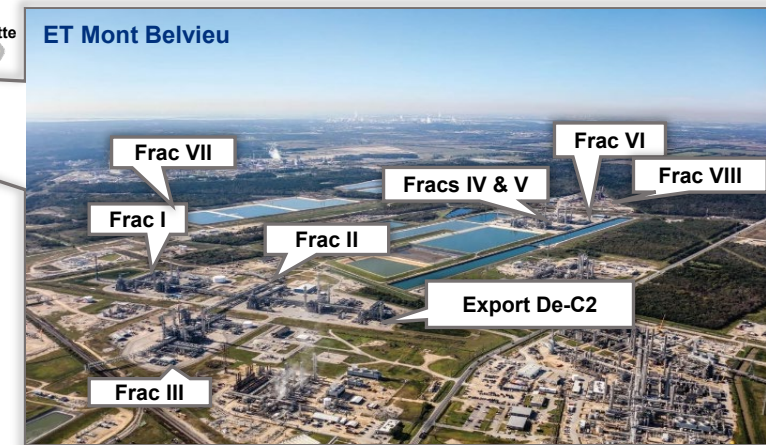 tte
ET Mont Belvieu
Frac VII
Frac VI
Fracs IV & V
Frac VIII
Frac I
Frac II
Export De-C2
Frac III